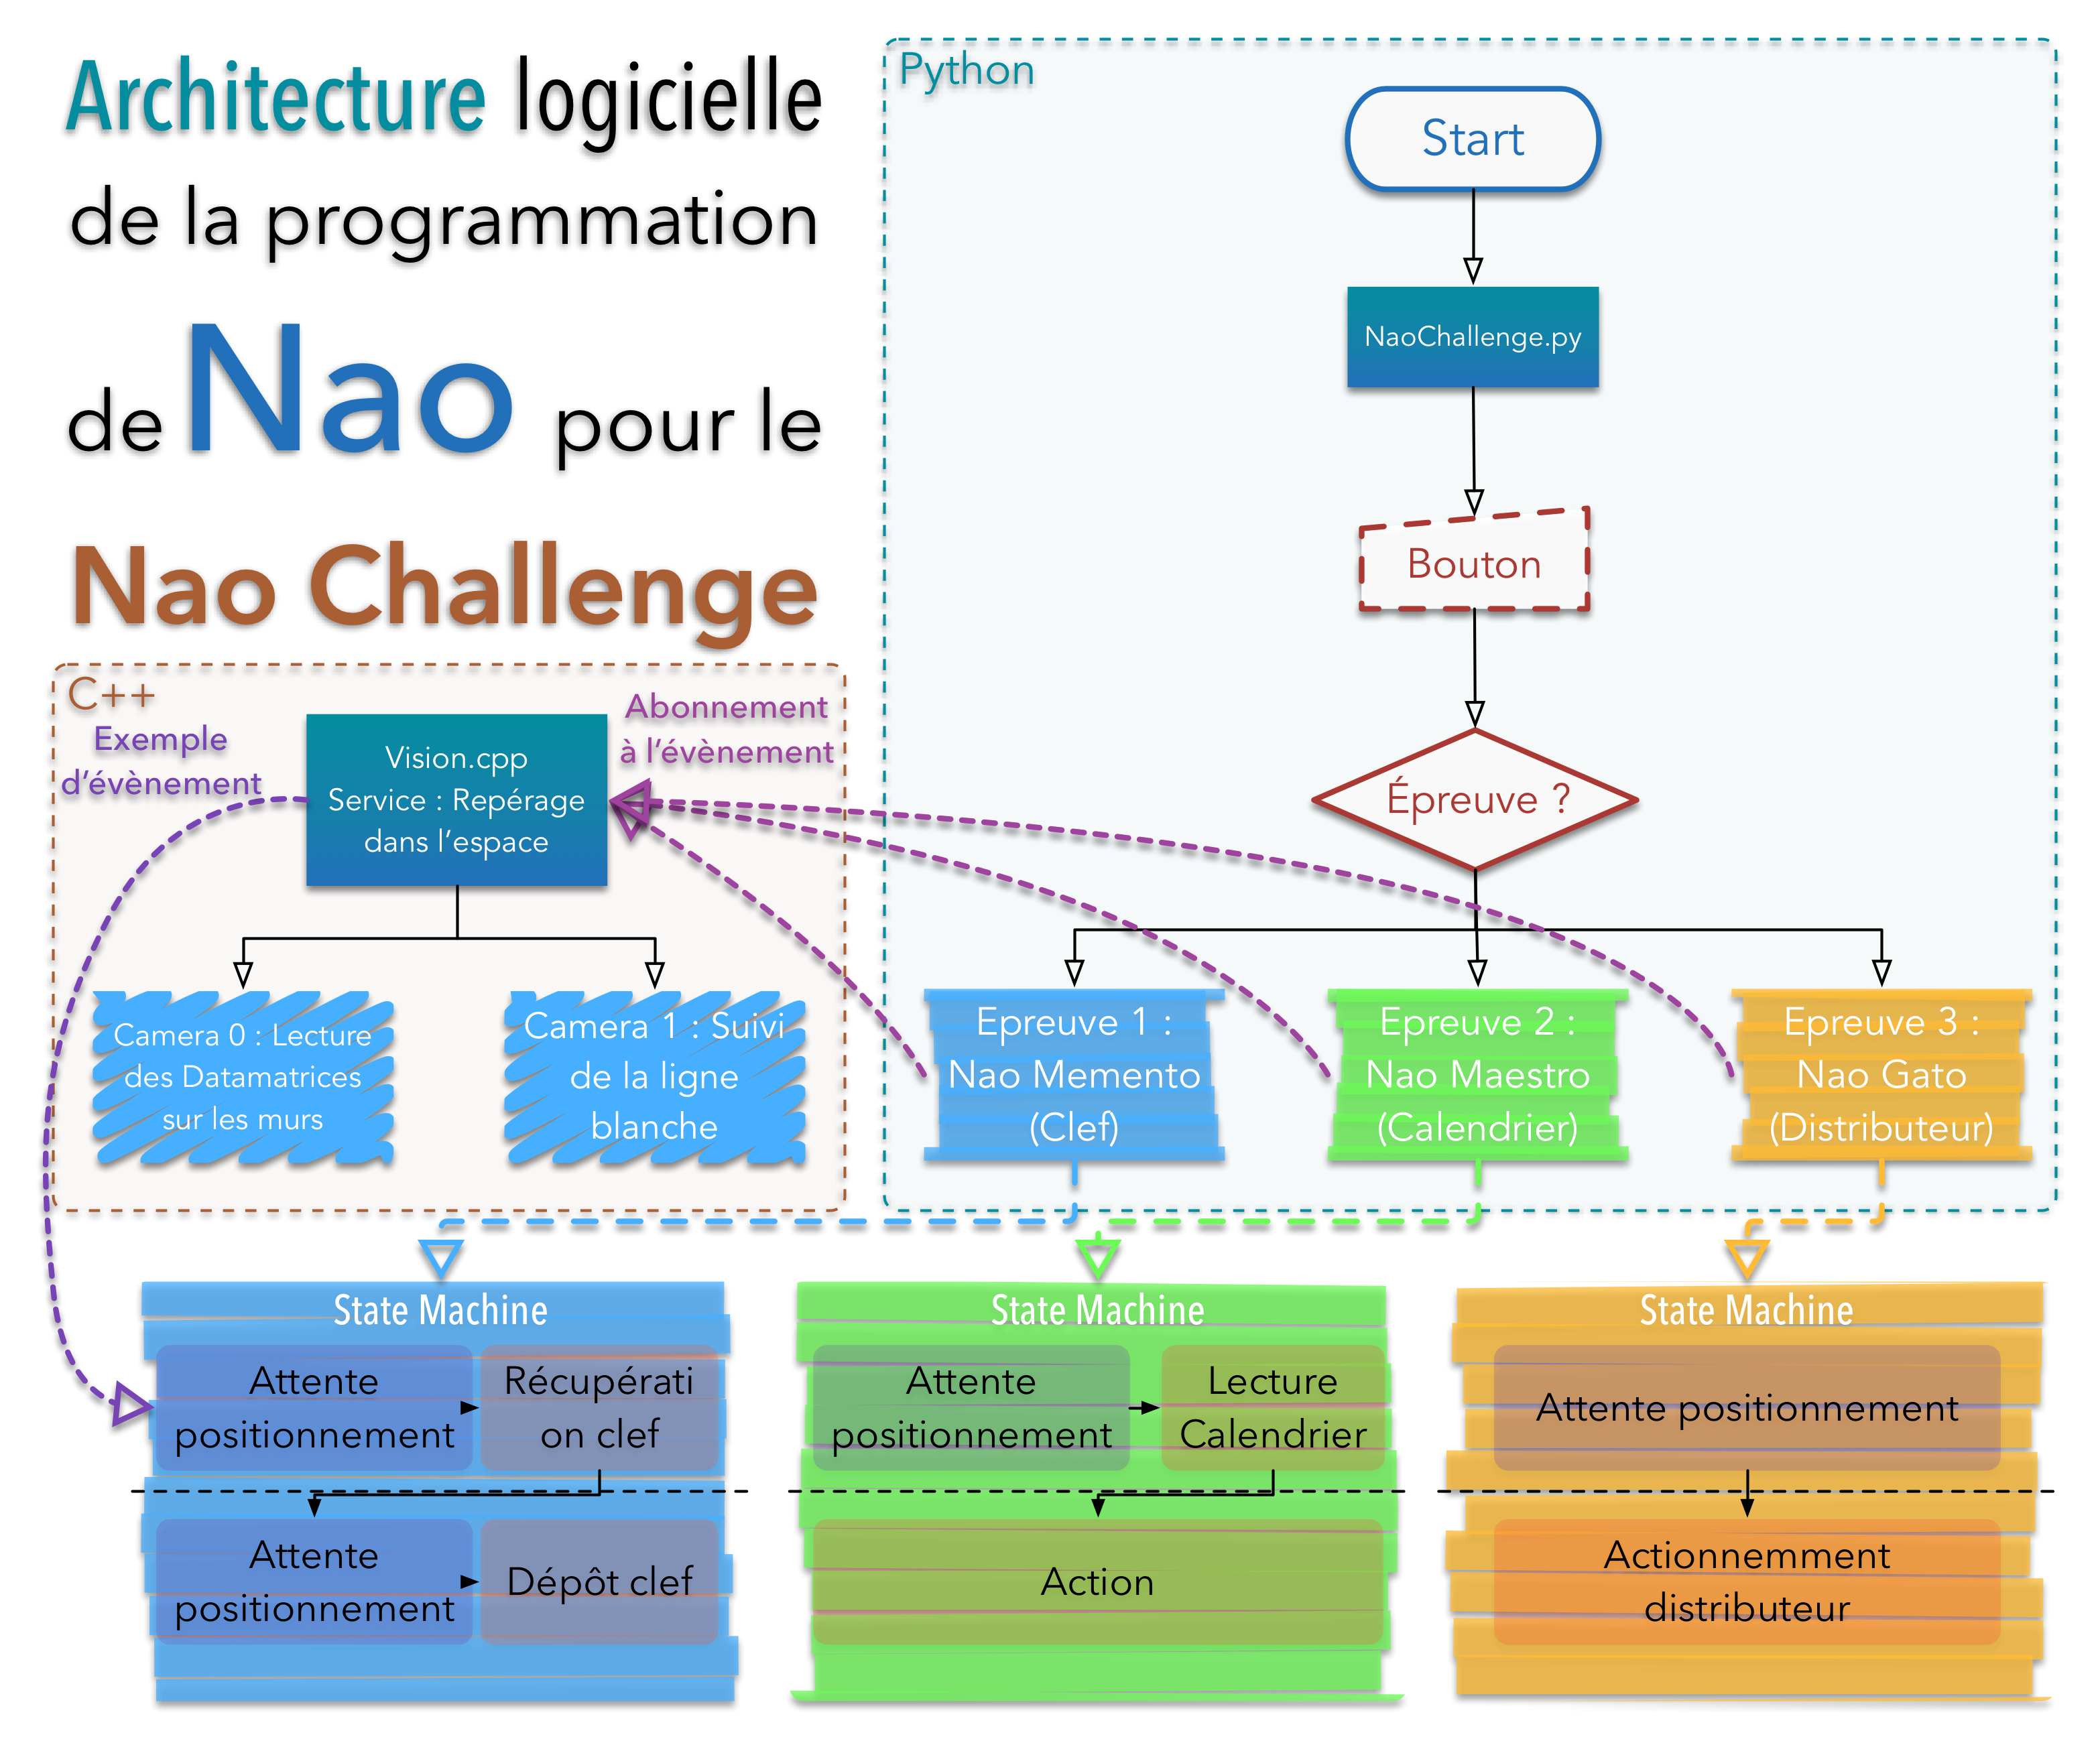 Architecture logicielle
de la programmation
de Nao pour le
Nao Challenge
Python
Start
NaoChallenge.py
Bouton
Épreuve ?
C++
Exemple
d'évènement
Vision.cpp
Service : Repérage
dans l'espace
Abonnement
à l'évènement
Camera 0 : Lecture
des Datamatrices
sur les murs
Camera 1 : Suivi
de la ligne
blanche
Epreuve 1 :
Nao Memento
(Clef)
Epreuve 2 :
Nao Maestro
(Calendrier)
Epreuve 3 :
Nao Gato
(Distributeur)
State Machine
Attente
positionnement
Récupérati
on clef
Attente
positionnement
Dépôt clef
State Machine
Attente
positionnement
Lecture
Calendrier
Action
State Machine
Attente positionnement
Actionnemment
distributeur